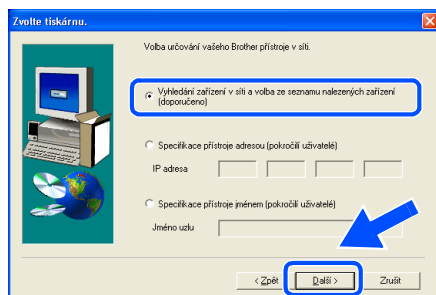 Zvolte tiskárnu.
Volba určování vašeho Brother přístroje v síti.
Vyhledání zařízení v síti a volba ze seznamu nalezených zařízení
(doporučeno)
Specifikace přístroje adresou (pokročilí uživatelé)
IP adresa
Specifikace přístroje jménem (pokročilí uživatelé)
Jméno uzlu
< Zpět
Další >
Zrušit